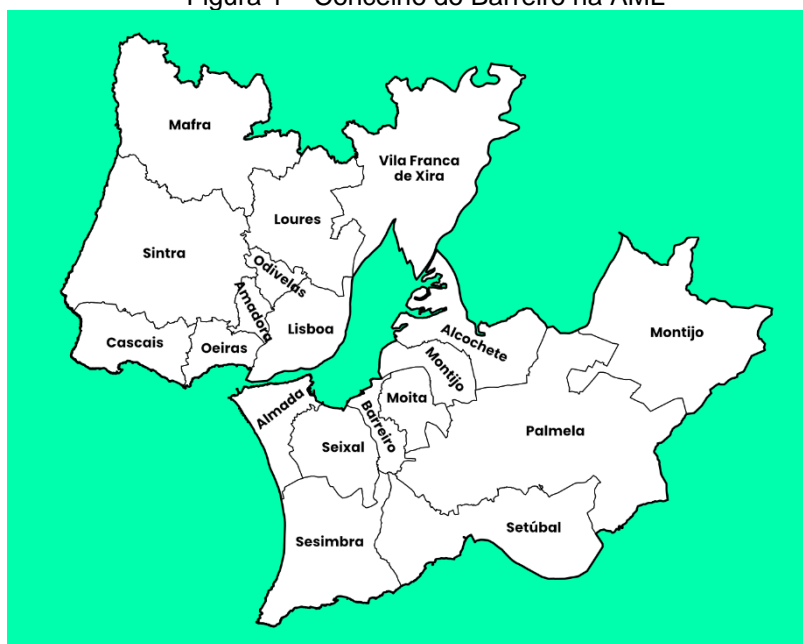 Figura 1 – Concelho do Barreiro na AML
Mafra
Vila Franca
de Xira
Loures
Sintra
Odivelas
Amadora
Lisboa
Cascais
Oeiras
Montijo
Alcochete
Montijo
Almada
Barreiro
Moita
Seixal
Palmela
Sesimbra
Setúbal